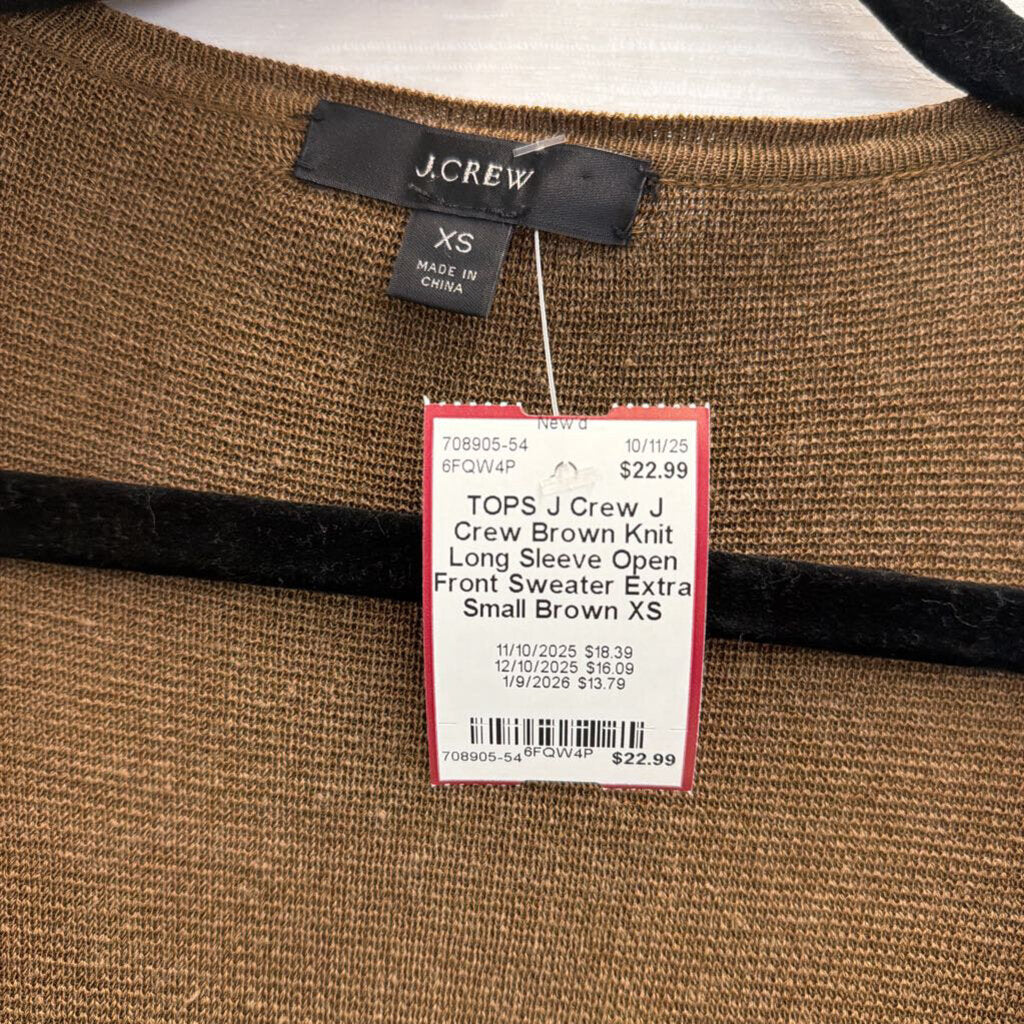 J.CREW
XS
MADE IN
CHINA
708905-54 10/11/25
6FQW4P $22.99
TOPS J Crew J
Crew Brown Knit
Long Sleeve Open
Front Sweater Extra
Small Brown XS
11/10/2025 $18.39
12/10/2025 $16.09
1/9/2026 $13.79
708905-54 6FQW4P $22.99